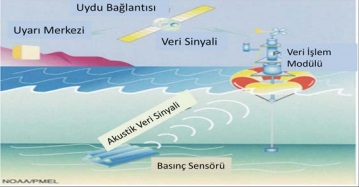 Uydu Bağlantısı
Uyarı Merkezi
Veri Sinyali
Veri İşlem
Modülü
Akustik Veri Sinyali
Basınç Sensörü
NOAA/PMEL